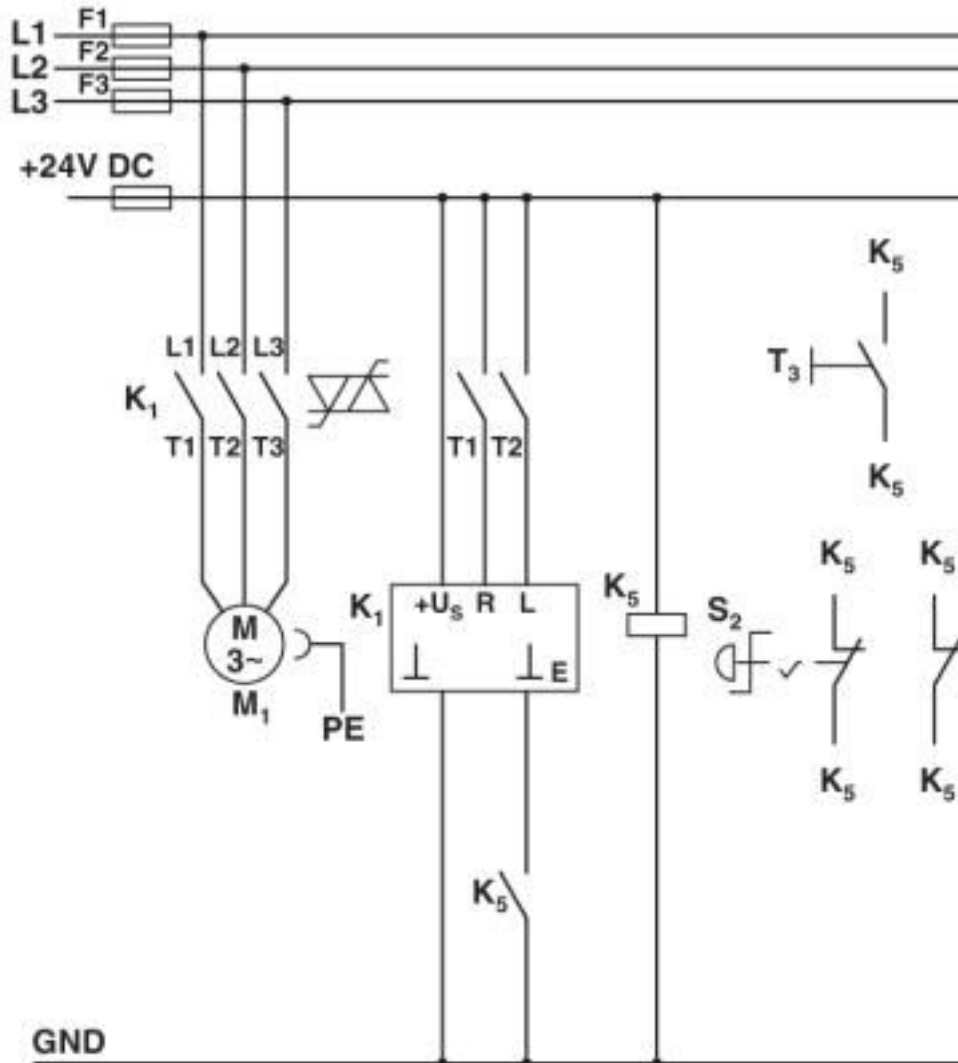 F1
L1
F2
L2
F3
L3
+24V DC
K5
L1 L2 L3
T3
K1
T1 T2 T3
T1 T2
K5
K5 K5
K1 +US R L
K5
S2
M
3~
E
M1
PE
K5 K5
K5
GND